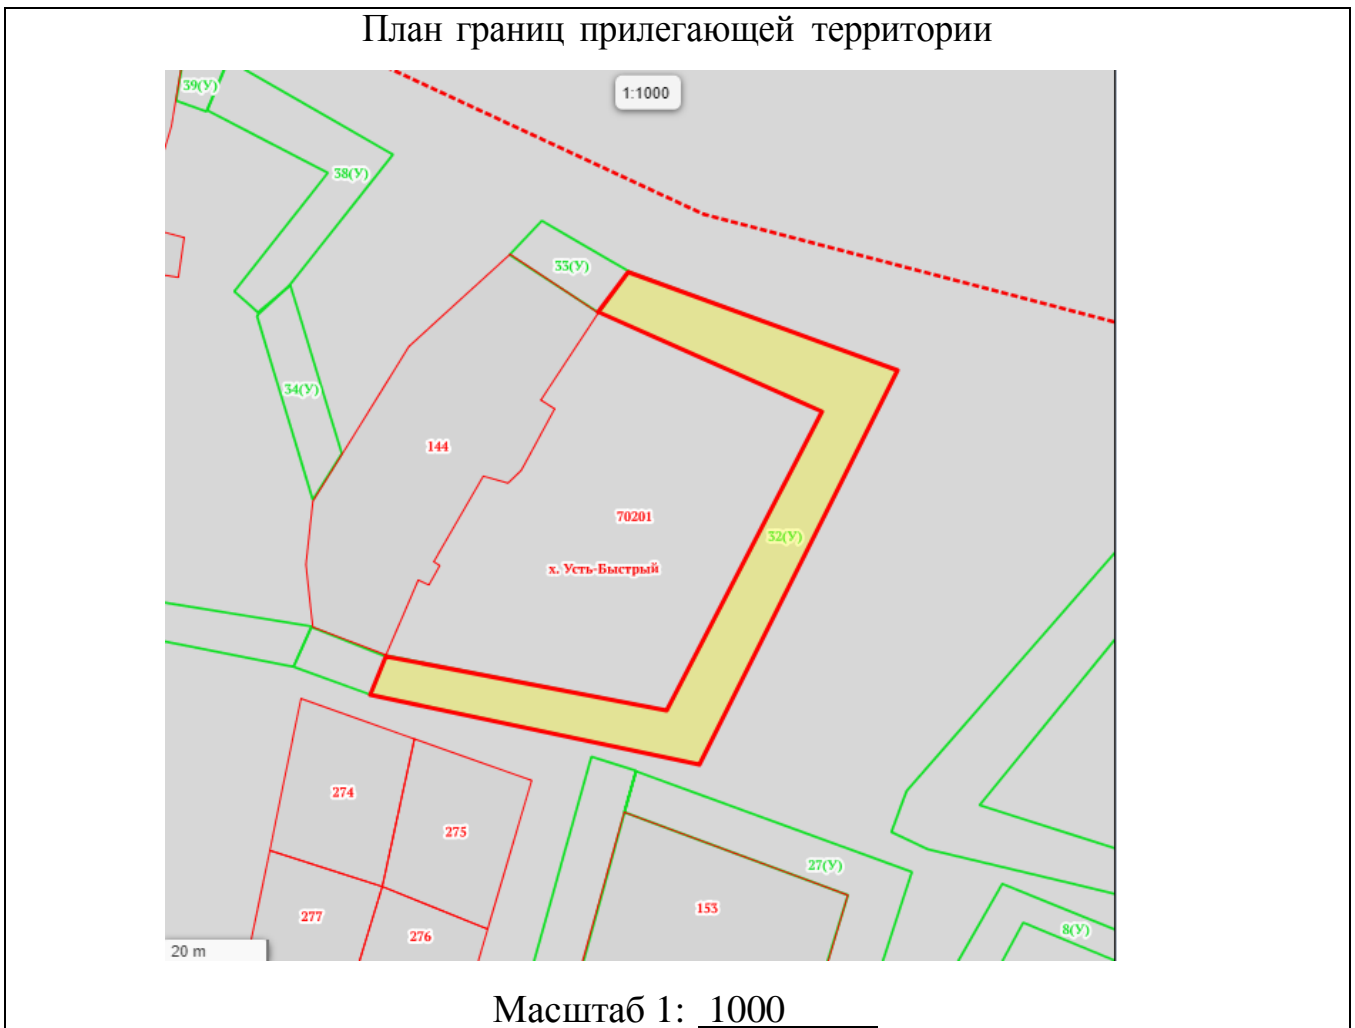 План границ прилегающей территории
39(У)
1:1000
38(У)
33(У)
34(У)
144
70201
32(У)
х. Усть-Быстрый
274
275
27(У)
153
277
276
8(У)
20 m
Масштаб 1: 1000